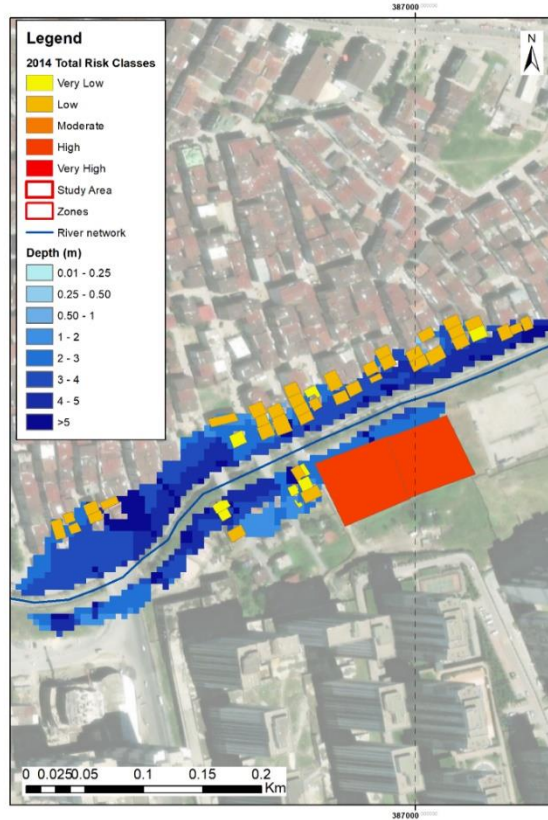 387000
Legend
2014 Total Risk Classes
Very Low
Low
Moderate
High
Very High
Study Area
Zones
River network
Depth (m)
0.01 - 0.25
0.25 - 0.50
0.50 - 1
1 - 2
2 - 3
3 - 4
4 - 5
>5
N
0 0.025 0.05 0.1 0.15 0.2
Km
387000